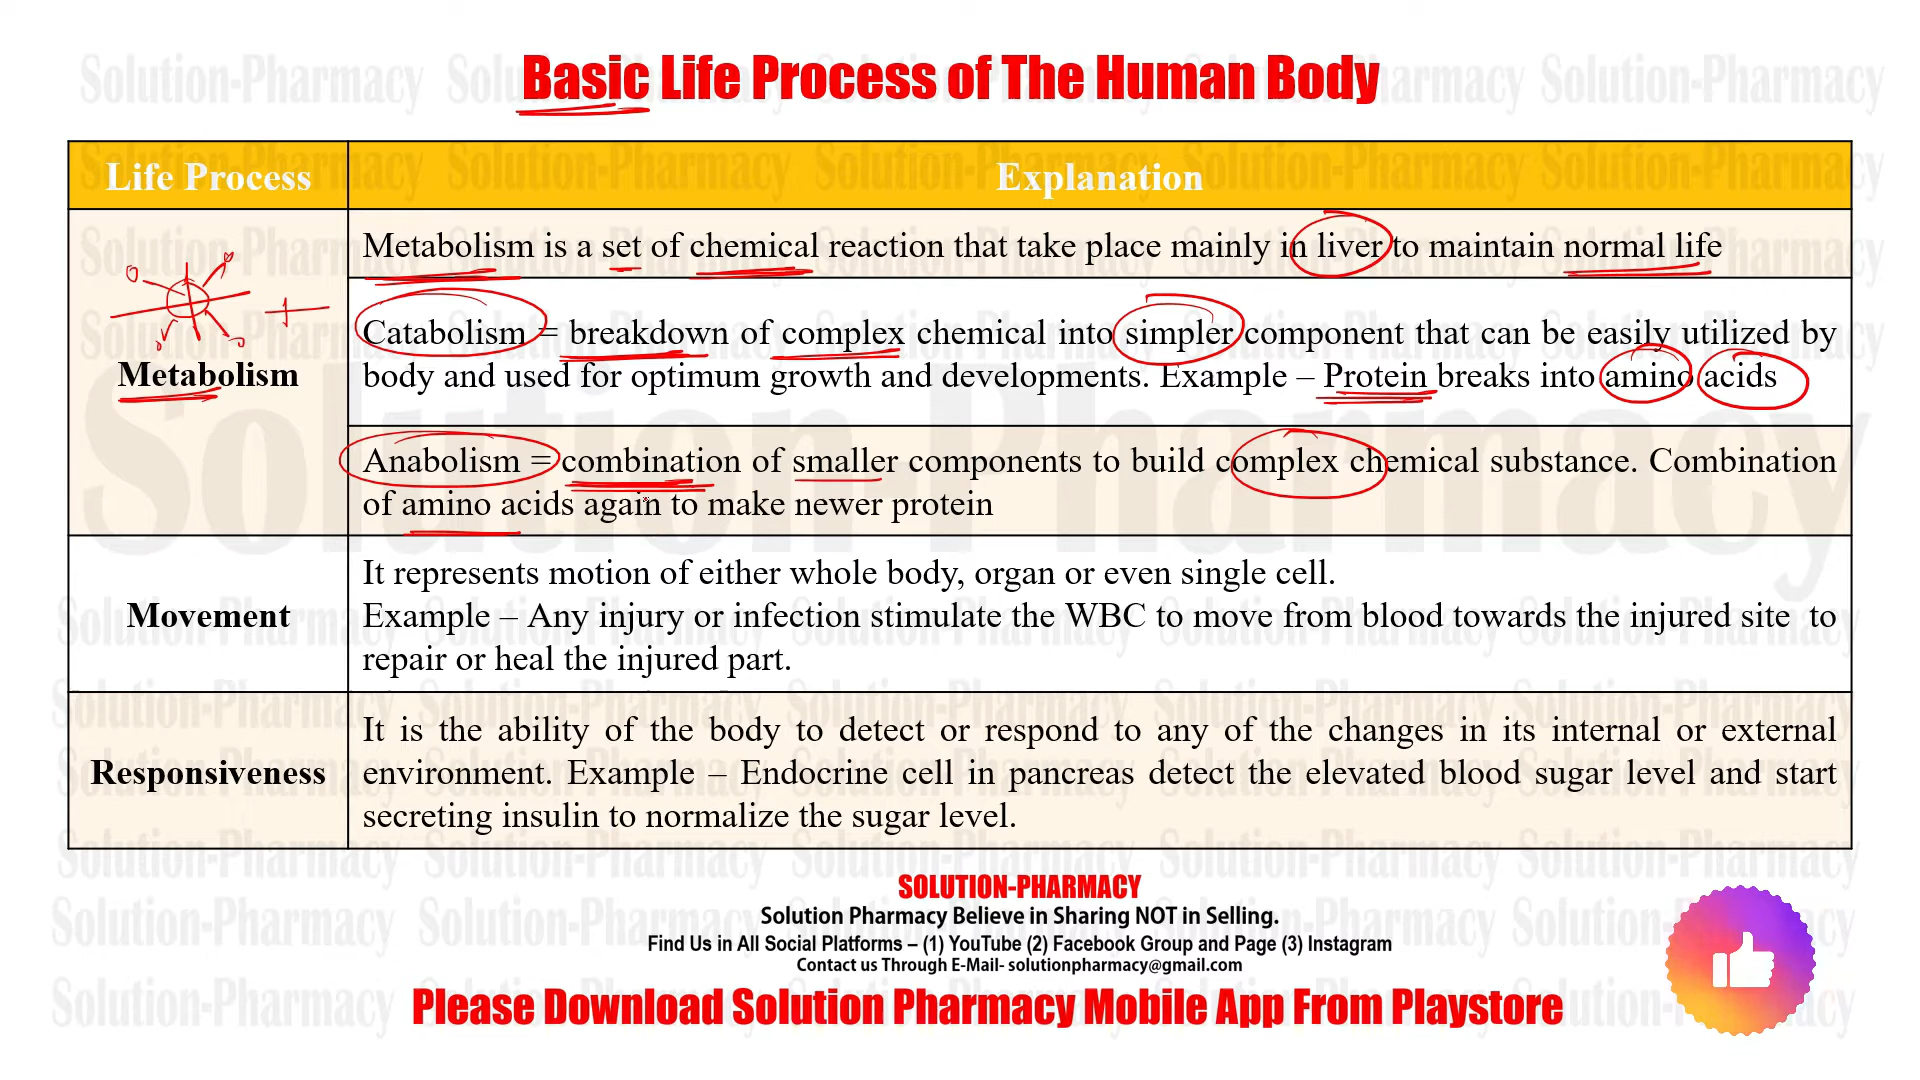 Basic Life Process of The Human Body
Life Process
Explanation
Metabolism
Metabolism is a set of chemical reaction that take place mainly in liver to maintain normal life
Catabolism = breakdown of complex chemical into simpler component that can be easily utilized by
body and used for optimum growth and developments. Example – Protein breaks into amino acids
Anabolism = combination of smaller components to build complex chemical substance. Combination
of amino acids again to make newer protein
Movement
It represents motion of either whole body, organ or even single cell.
Example – Any injury or infection stimulate the WBC to move from blood towards the injured site to
repair or heal the injured part.
Responsiveness
It is the ability of the body to detect or respond to any of the changes in its internal or external
environment. Example – Endocrine cell in pancreas detect the elevated blood sugar level and start
secreting insulin to normalize the sugar level.
SOLUTION-PHARMACY
Solution Pharmacy Believe in Sharing NOT in Selling.
Find Us in All Social Platforms – (1) YouTube (2) Facebook Group and Page (3) Instagram
Contact us Through E-Mail- solutionpharmacy@gmail.com
Please Download Solution Pharmacy Mobile App From Playstore
Solution Pharmacy
Solution-Pharmacy